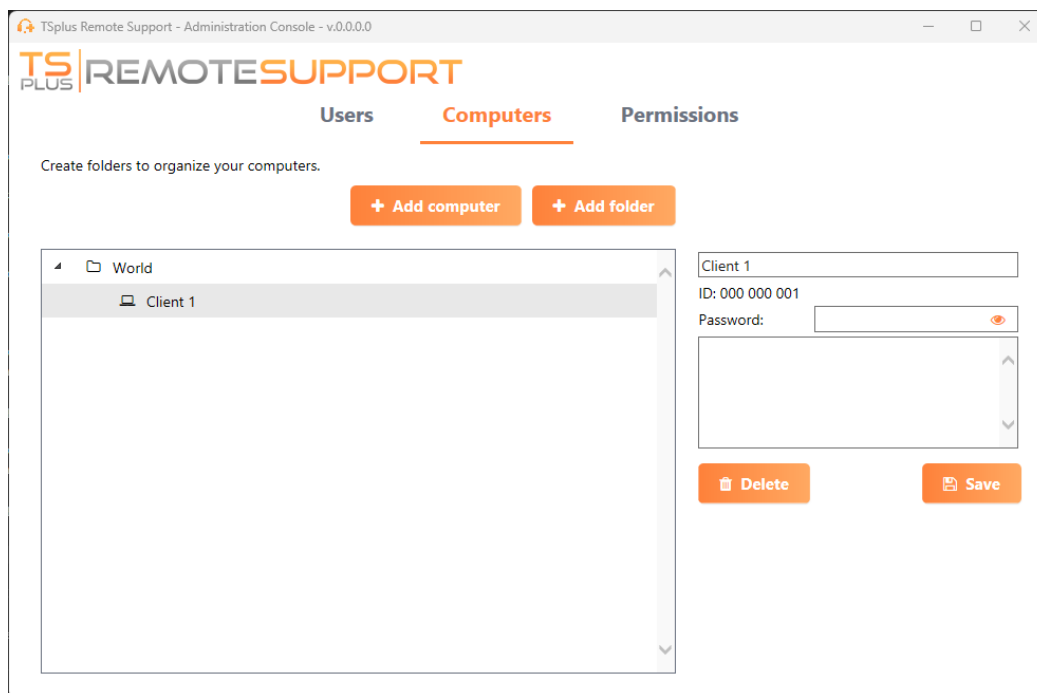 TSplus Remote Support - Administration Console - v.0.0.0.0
TS PLUS REMOTESUPPORT
Users Computers Permissions
Create folders to organize your computers.
Add computer Add folder
World
Client 1
Client 1
ID: 000 000 001
Password:
Delete Save